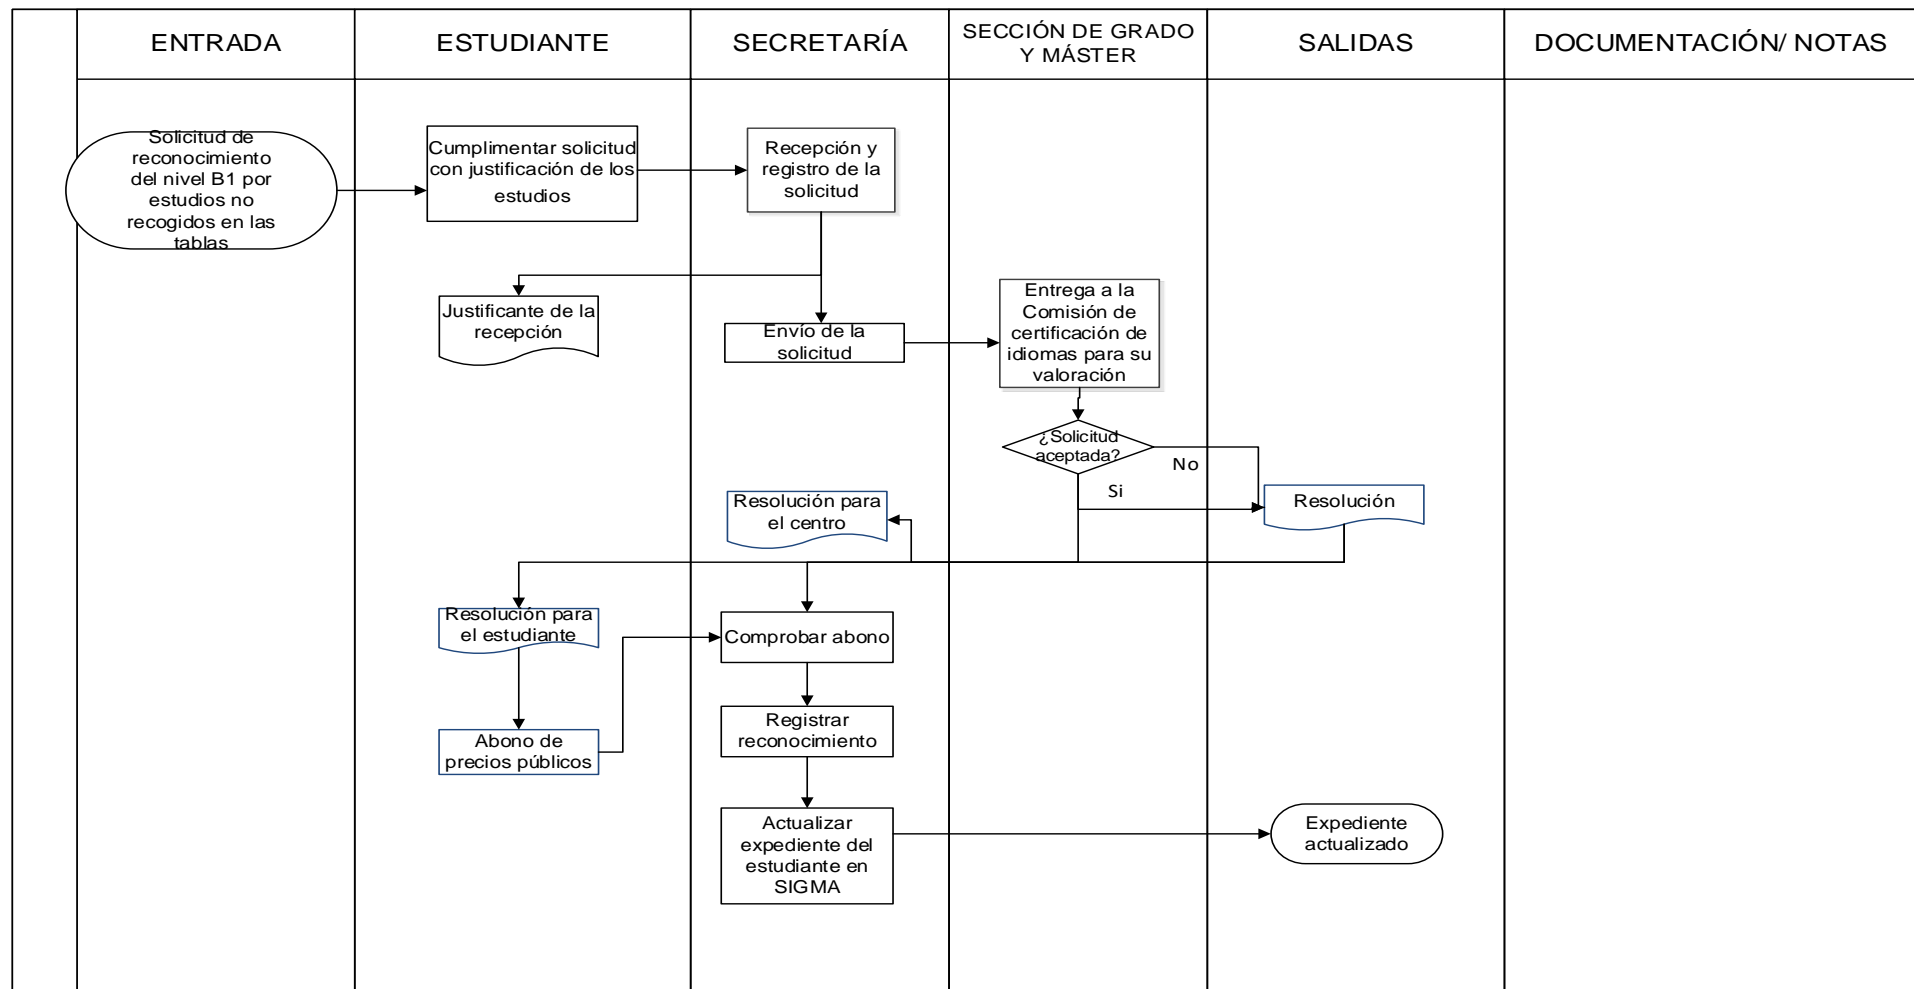 ENTRADA
ESTUDIANTE
SECRETARÍA
SECCIÓN DE GRADO
Y MÁSTER
SALIDAS
DOCUMENTACIÓN/ NOTAS
Solicitud de
reconocimiento
del nivel B1 por
estudios no
recogidos en las
tablas
Cumplimentar solicitud
con justificación de los
estudios
Recepción y
registro de la
solicitud
Justificante de la
recepción
Envío de la
solicitud
Entrega a la
Comisión de
certificación de
idiomas para su
valoración
¿Solicitud
aceptada?
No
Si
Resolución para
el centro
Resolución
Resolución para
el estudiante
Comprobar abono
Abono de
precios públicos
Registrar
reconocimiento
Actualizar
expediente del
estudiante en
SIGMA
Expediente
actualizado